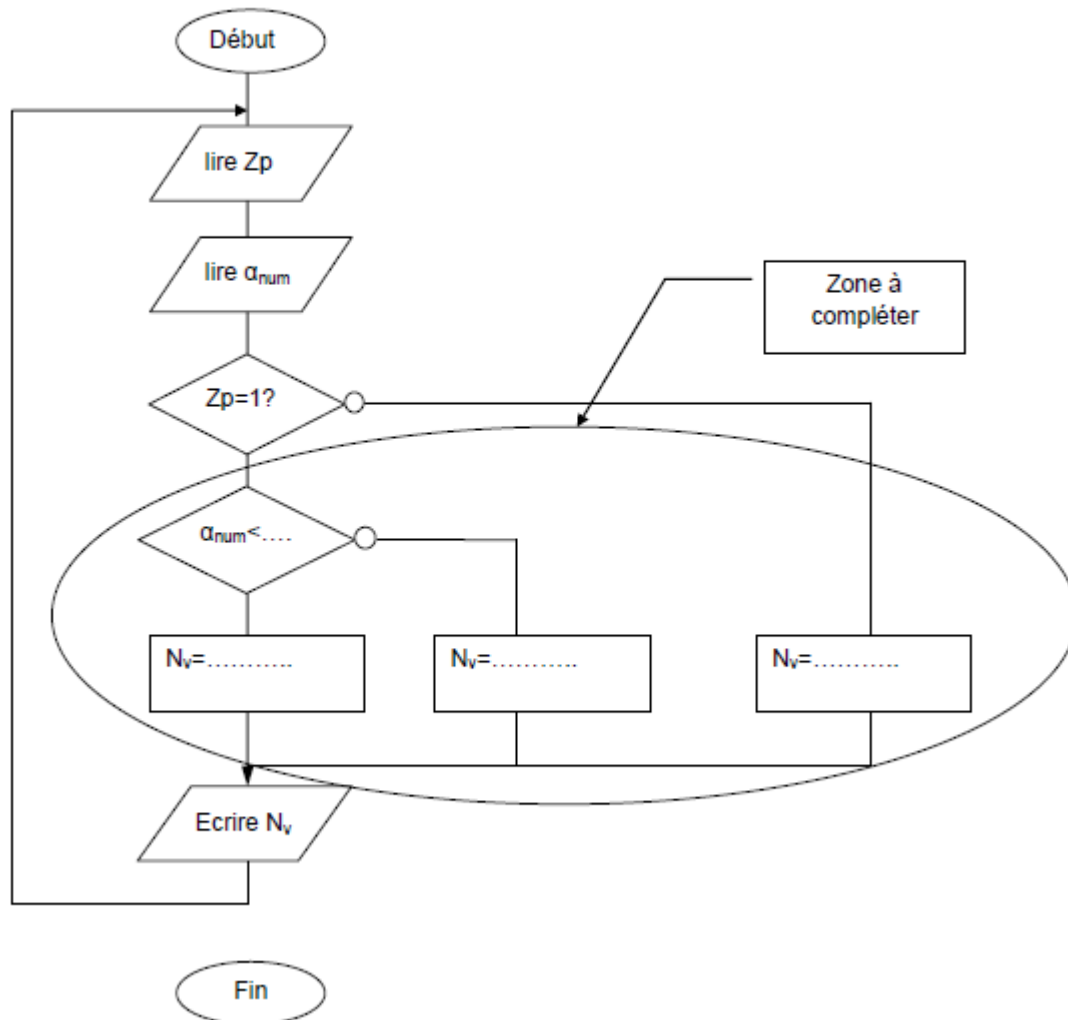 Début
lire Zp
lire αnum
Zone à
compléter
Zp=1?
αnum<....
Nv=...........
Nv=...........
Nv=...........
Ecrire Nv
Fin